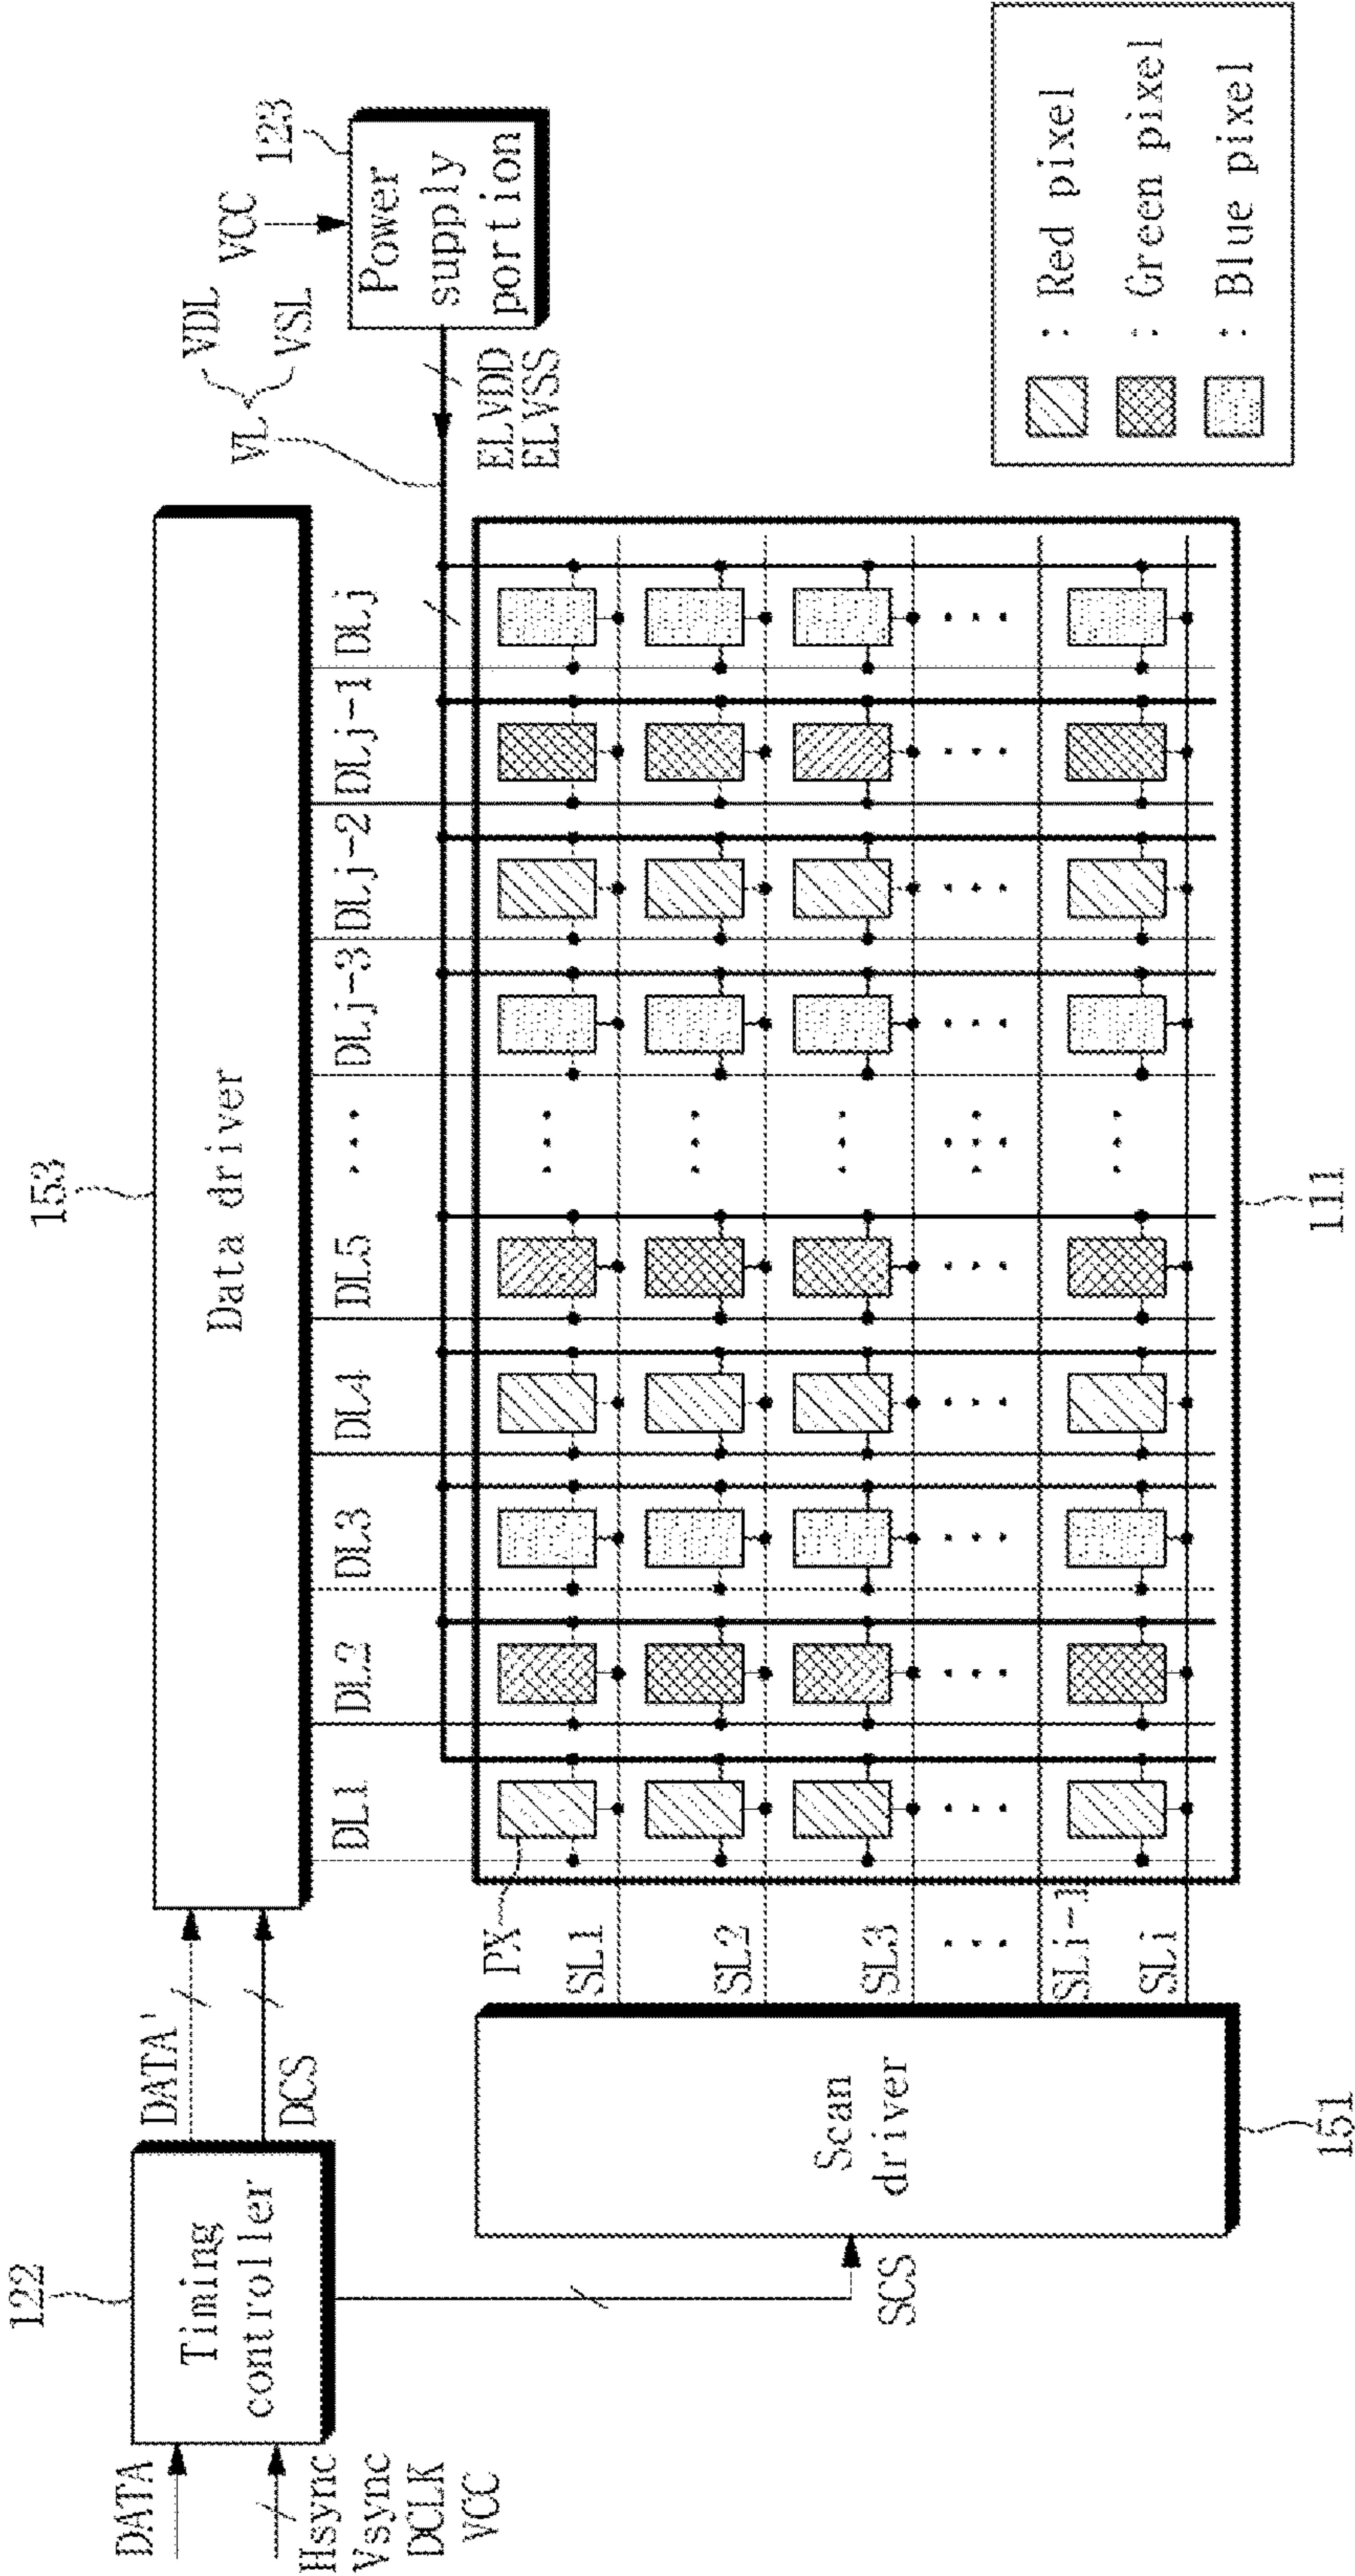 122
DATA
Hsync
Vsync
DCLK
VCC
Timing
controller
DATA'
DCS
SCS
153
Data driver
DL1
DL2
DL3
DL4
DL5
...
DLj-3
DLj-2
DLj-1
DLj
VL
VDL
VSL
VCC
123
Power
supply
portion
ELVDD
ELVSS
Scan
driver
151
PX
SL1
SL2
SL3
...
SLi-1
SLi
111
: Red pixel
: Green pixel
: Blue pixel